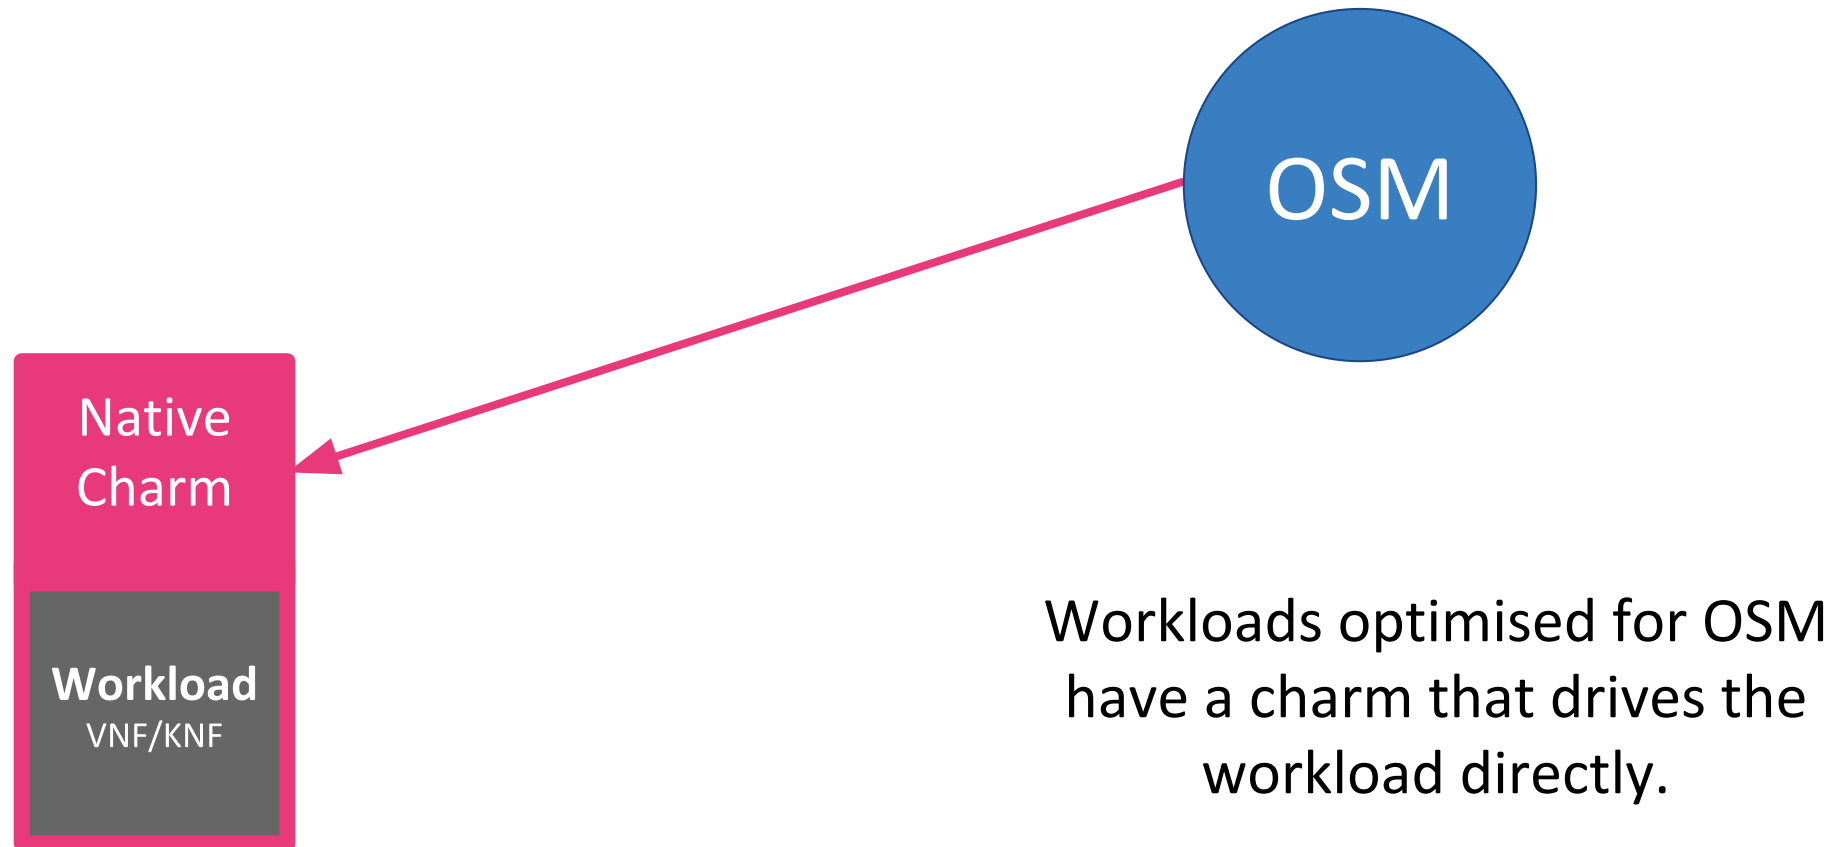 OSM
Native
Charm
Workload
VNF/KNF
Workloads optimised for OSM
have a charm that drives the
workload directly.